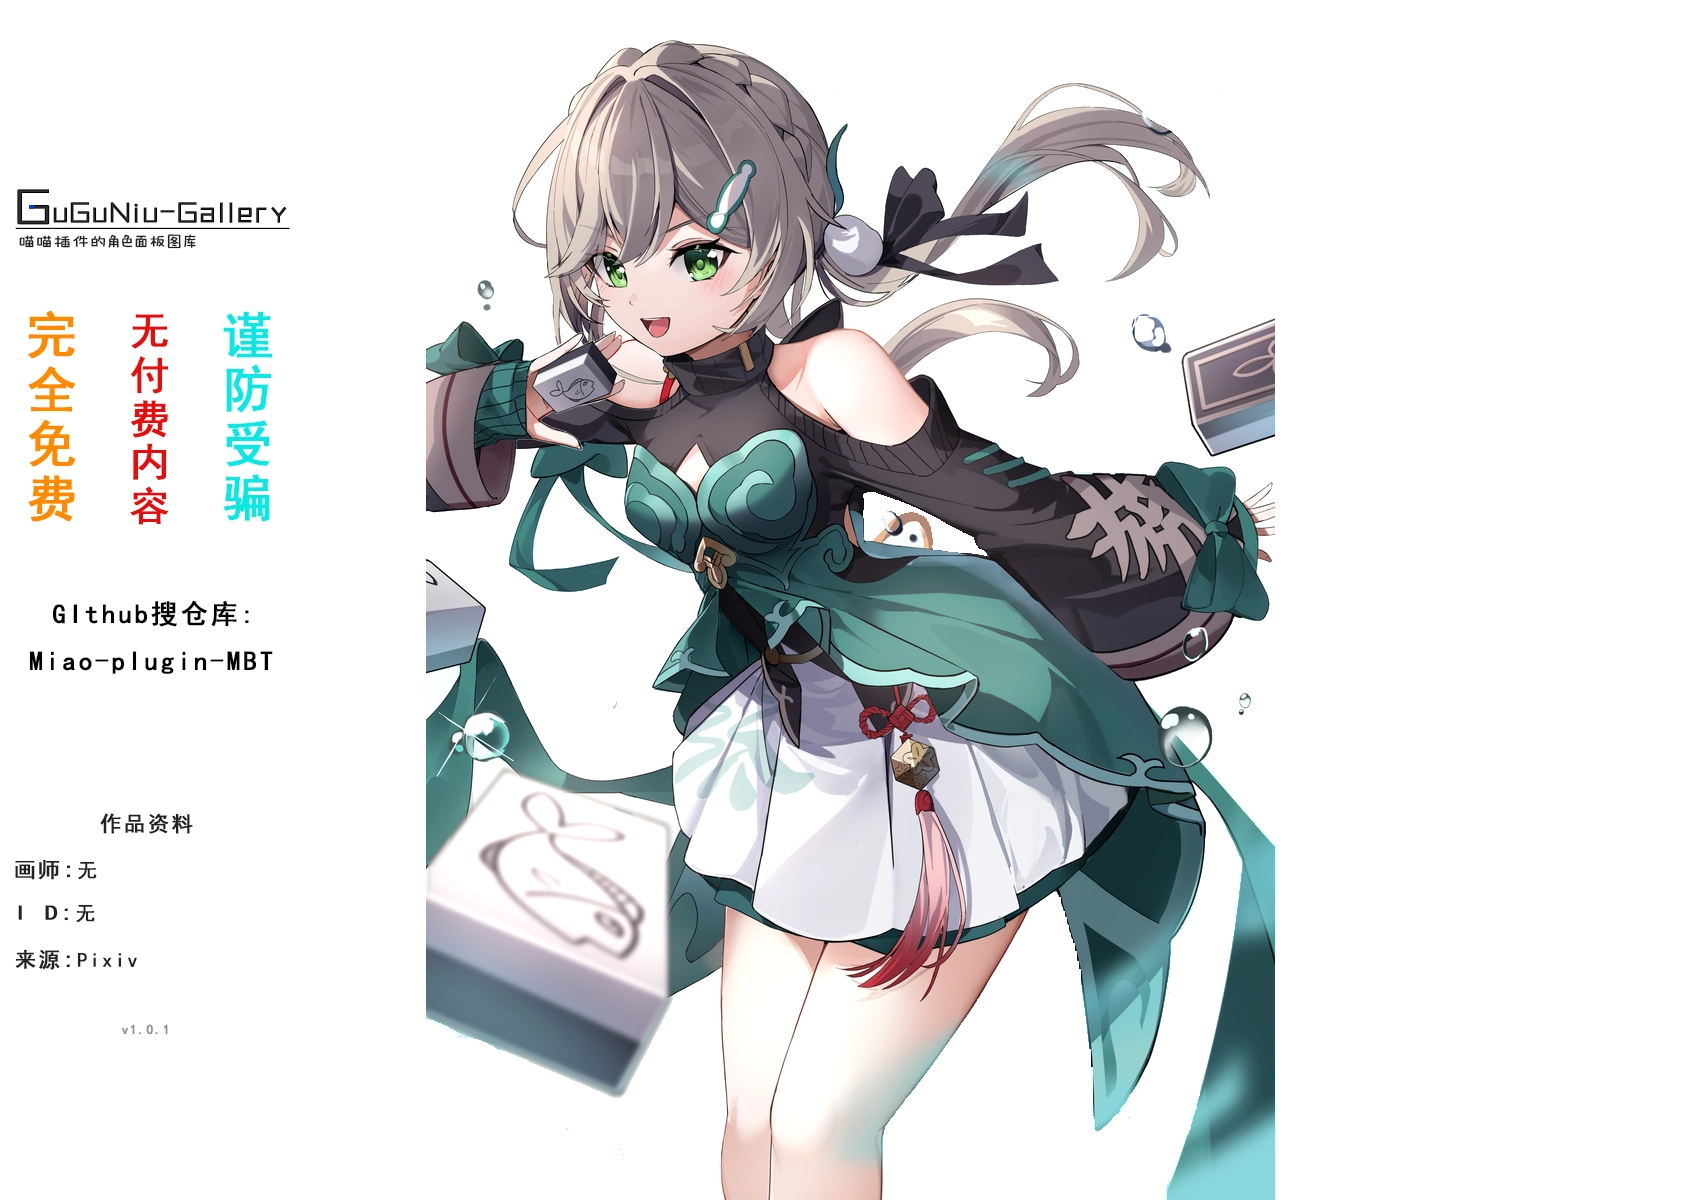 GuGuNiu-Gallery
喵喵插件的角色面板图库
完全免费
无付费内容
谨防受骗
GIthub搜仓库:
Miao-plugin-MBT
作品资料
画师:无
I D:无
来源:Pixiv
v1.0.1